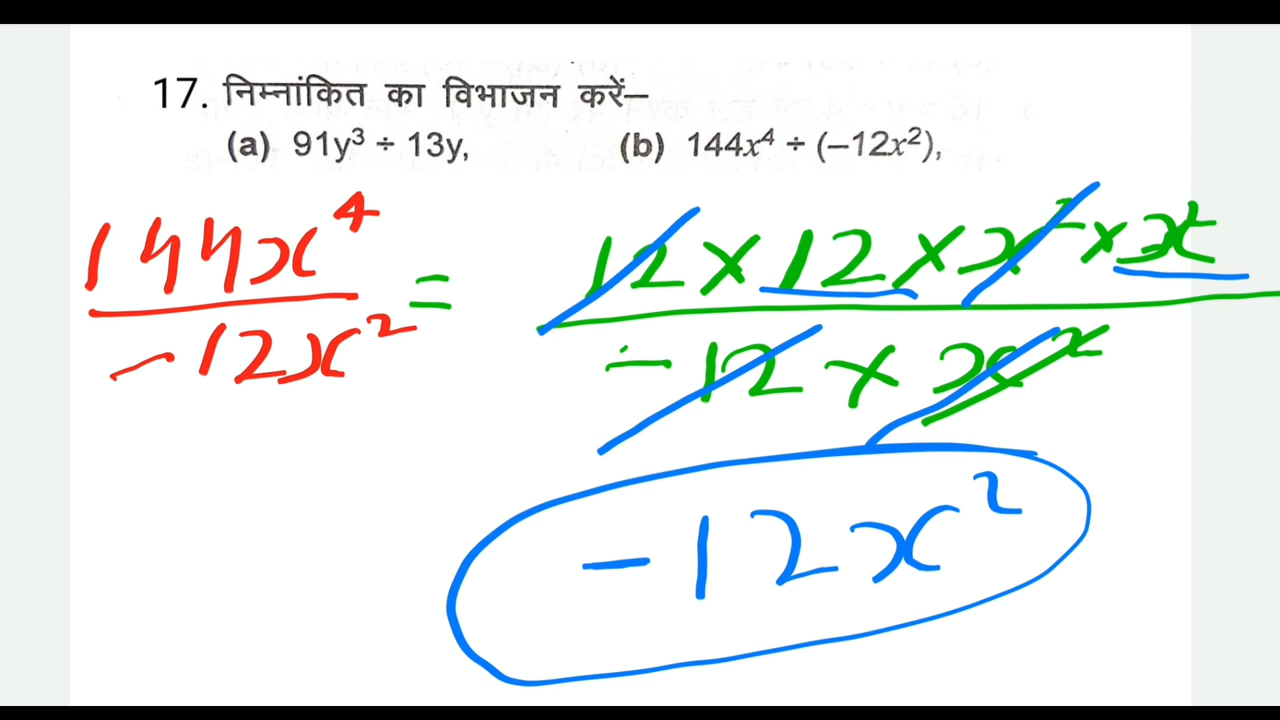 17. निम्नांकित का विभाजन करें–
(a) 91y³ ÷ 13y, (b) 144x⁴ ÷ (–12x²),
144x⁴ / -12x² = 12 × 12 × x² × x² / -12 × x²
-12x²